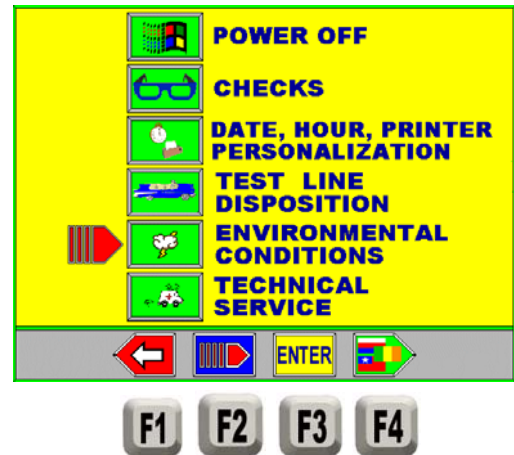 POWER OFF
CHECKS
DATE, HOUR, PRINTER
PERSONALIZATION
TEST LINE
DISPOSITION
ENVIRONMENTAL
CONDITIONS
TECHNICAL
SERVICE
ENTER
F1 F2 F3 F4